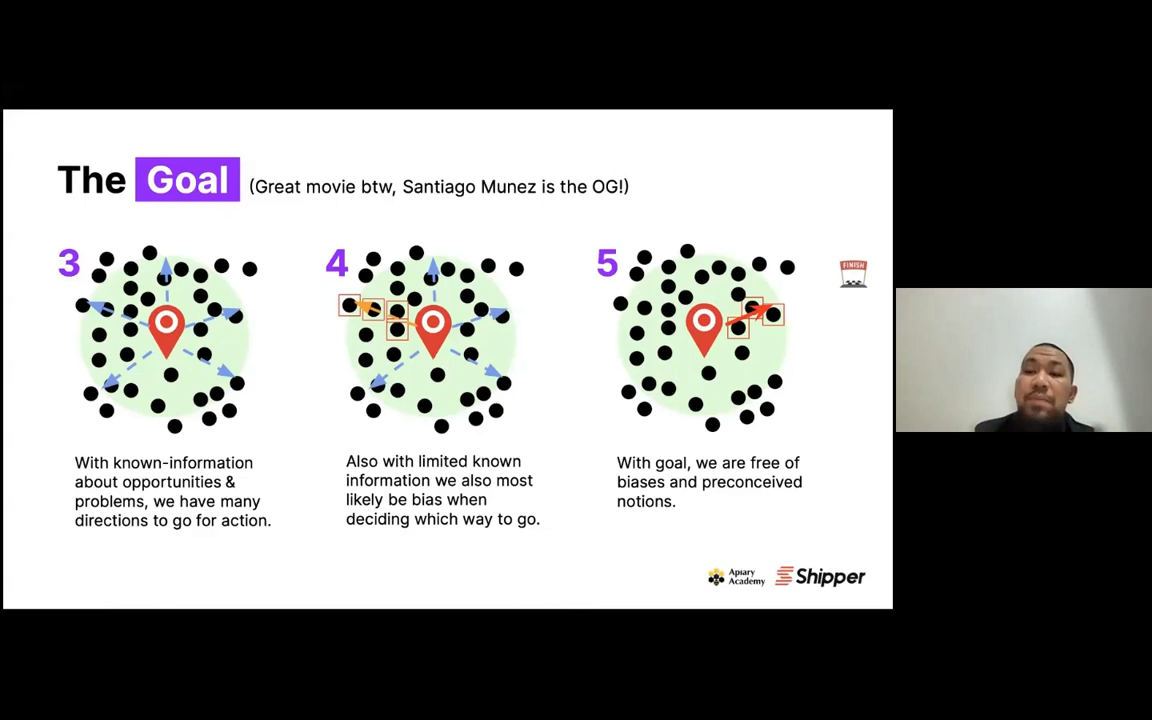 The Goal (Great movie btw, Santiago Munez is the OG!)
3
4
5
FINISH
With known-information
about opportunities &
problems, we have many
directions to go for action.
Also with limited known
information we also most
likely be bias when
deciding which way to go.
With goal, we are free of
biases and preconceived
notions.
Apiary
Academy
Shipper